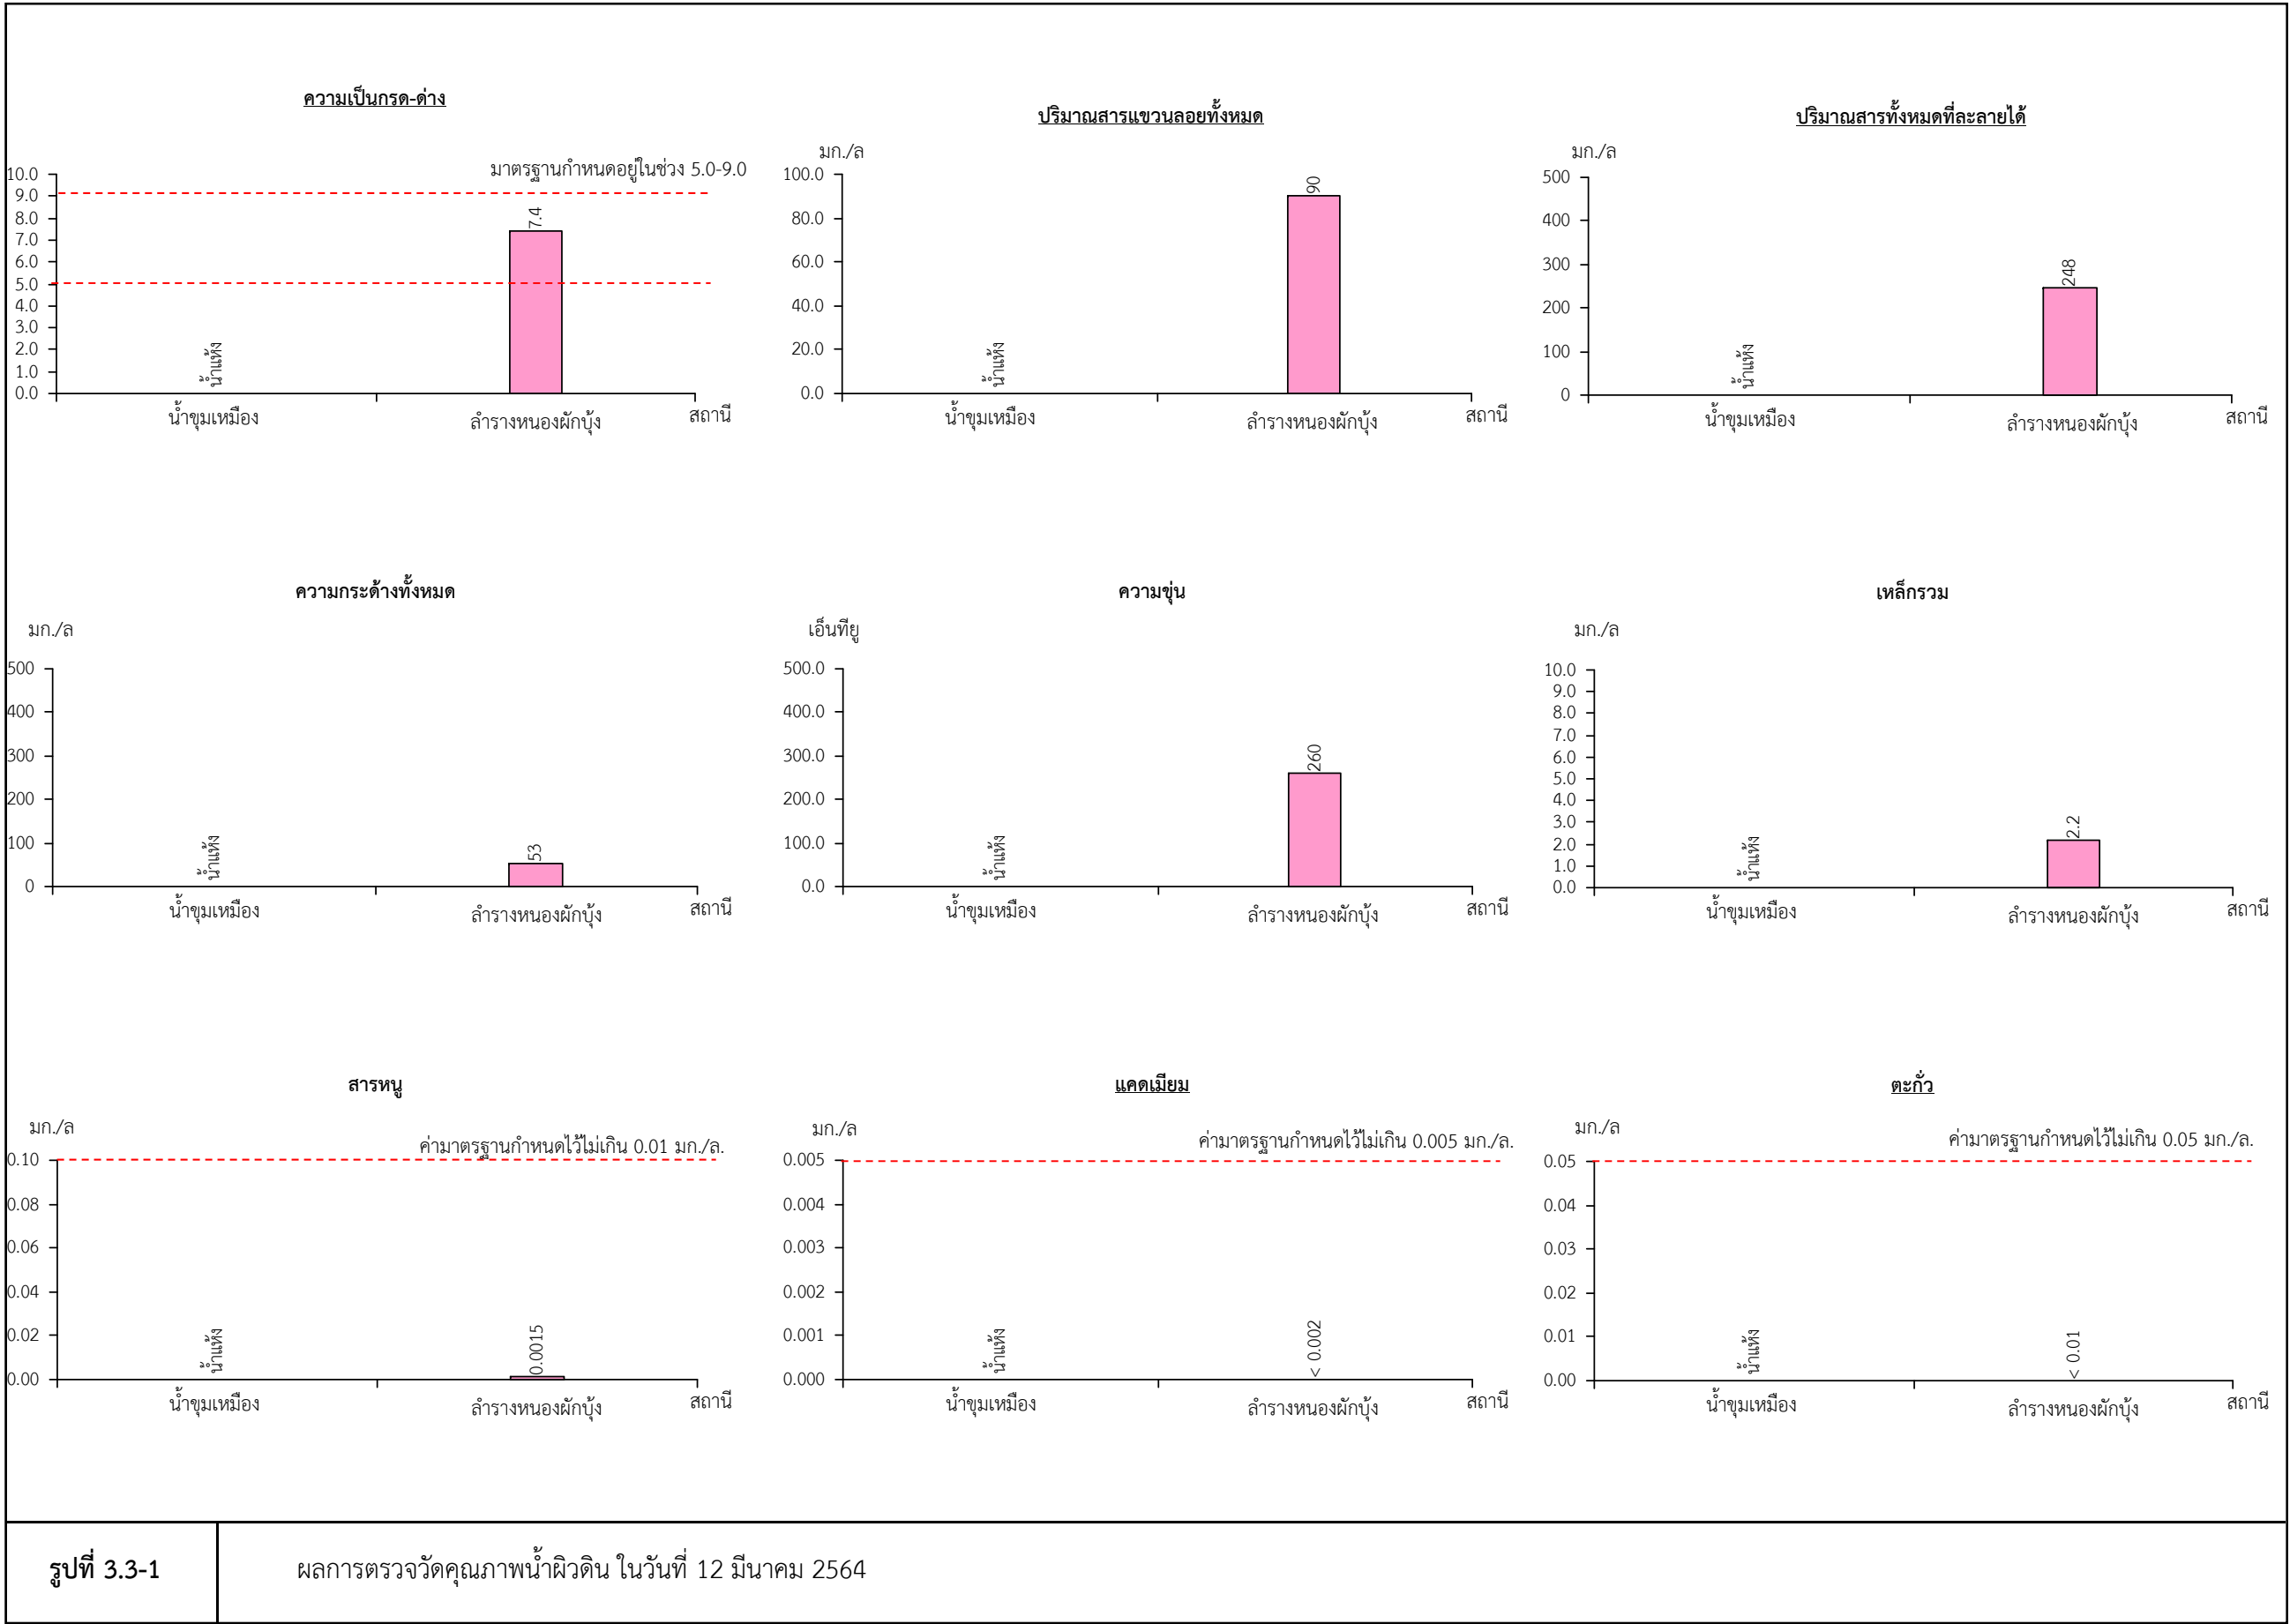 ความเป็นกรด-ด่าง
มาตรฐานกำหนดอยู่ในช่วง 5.0-9.0
10.0
9.0
8.0
7.0
6.0
5.0
4.0
3.0
2.0
1.0
0.0
น้ำแห้ง
7.4
น้ำขุมเหมือง
ลำรางหนองผักบุ้ง
สถานี
ปริมาณสารแขวนลอยทั้งหมด
มก./ล
100.0
80.0
60.0
40.0
20.0
0.0
น้ำแห้ง
90
น้ำขุมเหมือง
ลำรางหนองผักบุ้ง
สถานี
ปริมาณสารทั้งหมดที่ละลายได้
มก./ล
500
400
300
200
100
0
น้ำแห้ง
248
น้ำขุมเหมือง
ลำรางหนองผักบุ้ง
สถานี
ความกระด้างทั้งหมด
มก./ล
500
400
300
200
100
0
น้ำแห้ง
53
น้ำขุมเหมือง
ลำรางหนองผักบุ้ง
สถานี
ความขุ่น
เอ็นทียู
500.0
400.0
300.0
200.0
100.0
0.0
น้ำแห้ง
260
น้ำขุมเหมือง
ลำรางหนองผักบุ้ง
สถานี
เหล็กรวม
มก./ล
10.0
9.0
8.0
7.0
6.0
5.0
4.0
3.0
2.0
1.0
0.0
น้ำแห้ง
2.2
น้ำขุมเหมือง
ลำรางหนองผักบุ้ง
สถานี
สารหนู
มก./ล
ค่ามาตรฐานกำหนดไว้ไม่เกิน 0.01 มก./ล.
0.10
0.08
0.06
0.04
0.02
0.00
น้ำแห้ง
0.0015
น้ำขุมเหมือง
ลำรางหนองผักบุ้ง
สถานี
แคดเมียม
มก./ล
ค่ามาตรฐานกำหนดไว้ไม่เกิน 0.005 มก./ล.
0.005
0.004
0.003
0.002
0.001
0.000
น้ำแห้ง
< 0.002
น้ำขุมเหมือง
ลำรางหนองผักบุ้ง
สถานี
ตะกั่ว
มก./ล
ค่ามาตรฐานกำหนดไว้ไม่เกิน 0.05 มก./ล.
0.05
0.04
0.03
0.02
0.01
0.00
น้ำแห้ง
< 0.01
น้ำขุมเหมือง
ลำรางหนองผักบุ้ง
สถานี
รูปที่ 3.3-1
ผลการตรวจวัดคุณภาพน้ำผิวดิน ในวันที่ 12 มีนาคม 2564